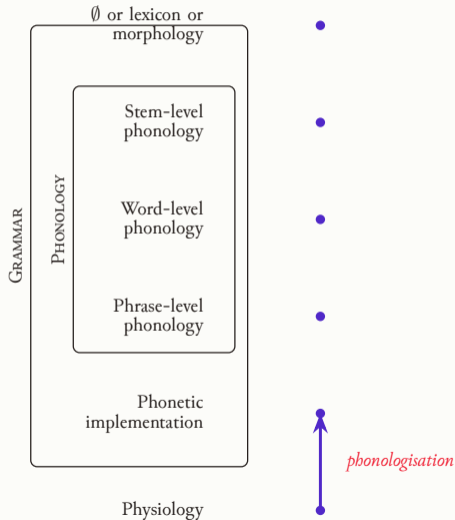 ∅ or lexicon or
morphology
Stem-level
phonology
Word-level
phonology
Phrase-level
phonology
Phonetic
implementation
Physiology
GRAMMAR
PHONOLOGY
phonologisation